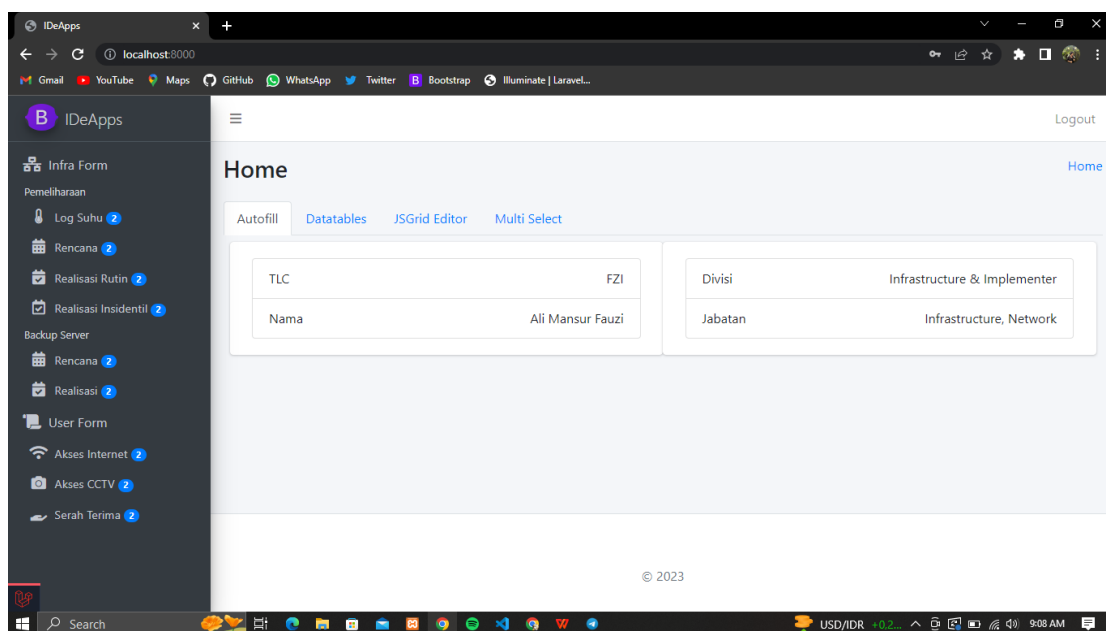 IDeApps
localhost:8000
Gmail YouTube Maps GitHub WhatsApp Twitter B Bootstrap Illuminate | Laravel...
B IDeApps
Logout
Infra Form
Pemeliharaan
Log Suhu 2
Rencana 2
Realisasi Rutin 2
Realisasi Insidentil 2
Backup Server
Rencana 2
Realisasi 2
User Form
Akses Internet 2
Akses CCTV 2
Serah Terima 2
Home
Home
Autofill Datatables JSGrid Editor Multi Select
TLC FZI
Nama Ali Mansur Fauzi
Divisi Infrastructure & Implementer
Jabatan Infrastructure, Network
© 2023
Search
USD/IDR +0.2...
9:08 AM